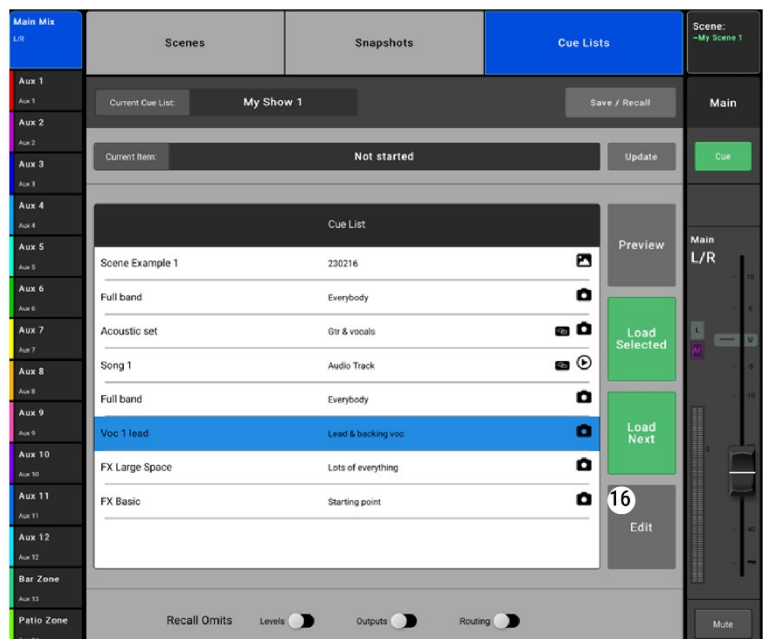 Main Mix
L/R
Scenes
Snapshots
Cue Lists
Scene:
~My Scene 1
Aux 1
Aux 1
Current Cue List:
My Show 1
Save / Recall
Main
Aux 2
Aux 2
Aux 3
Aux 3
Current Item:
Not started
Update
Cue
Aux 4
Aux 4
Cue List
Preview
Aux 5
Aux 5
Main
L/R
Scene Example 1
230216
Aux 6
Aux 6
Full band
Everybody
10
5
Aux 7
Aux 7
Acoustic set
Gtr & vocals
Load
Selected
L
U
Aux 8
Aux 8
Song 1
Audio Track
-5
Full band
Everybody
-10
Aux 9
Aux 9
Voc 1 lead
Lead & backing voc
Load
Next
Aux 10
Aux 10
FX Large Space
Lots of everything
0
Aux 11
Aux 11
FX Basic
Starting point
16
Edit
-40
Aux 12
Aux 12
Bar Zone
Aux 13
Patio Zone
Recall Omits
Levels
Outputs
Routing
Mute